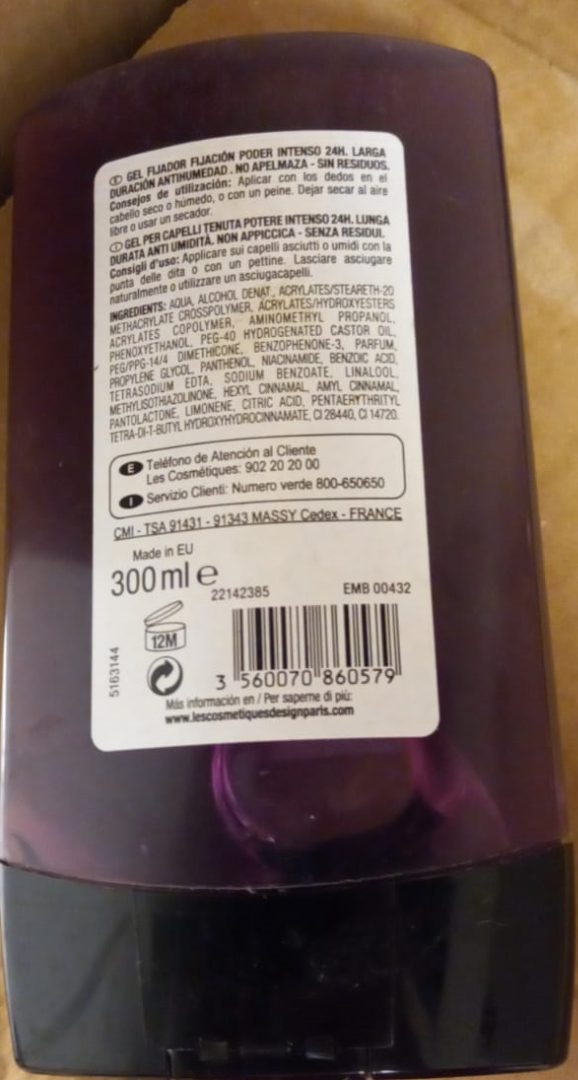 E GEL FIJADOR FIJACIÓN PODER INTENSO 24H. LARGA
DURACIÓN ANTIHUMEDAD. NO APELMAZA - SIN RESIDUOS.
Consejos de utilización: Aplicar con los dedos en el
cabello seco o húmedo, o con un peine. Dejar secar al aire
libre o usar un secador.
I GEL PER CAPELLI TENUTA POTERE INTENSO 24H. LUNGA
DURATA ANTI UMIDITÀ. NON APPICCICA - SENZA RESIDUI.
Consigli d'uso: Applicare sui capelli asciutti o umidi con la
punta delle dita o con un pettine. Lasciare asciugare
naturalmente o utilizzare un asciugacapelli.
INGREDIENTS: AQUA, ALCOHOL DENAT., ACRYLATES/STEARETH-20
METHACRYLATE CROSSPOLYMER, ACRYLATES/HYDROXYESTERS
ACRYLATES COPOLYMER, AMINOMETHYL PROPANOL,
PHENOXYETHANOL, PEG-40 HYDROGENATED CASTOR OIL,
PEG/PPG-14/4 DIMETHICONE, BENZOPHENONE-3, PARFUM,
PROPYLENE GLYCOL, PANTHENOL, NIACINAMIDE, BENZOIC ACID,
TETRASODIUM EDTA, SODIUM BENZOATE, LINALOOL,
METHYLISOTHIAZOLINONE, HEXYL CINNAMAL, AMYL CINNAMAL,
PANTOLACTONE, LIMONENE, CITRIC ACID, PENTAERYTHRITYL
TETRA-DI-T-BUTYL HYDROXYHYDROCINNAMATE, CI 28440, CI 14720.
E Teléfono de Atención al Cliente
Les Cosmétiques: 902 20 20 00
I Servizio Clienti: Numero verde 800-650650
CMI - TSA 91431 - 91343 MASSY Cedex - FRANCE
Made in EU
300 ml e
22142385
EMB 00432
12M
5163144
3 560070 860579
Más información en / Per saperne di più:
www.lescosmetiquesdesignparis.com